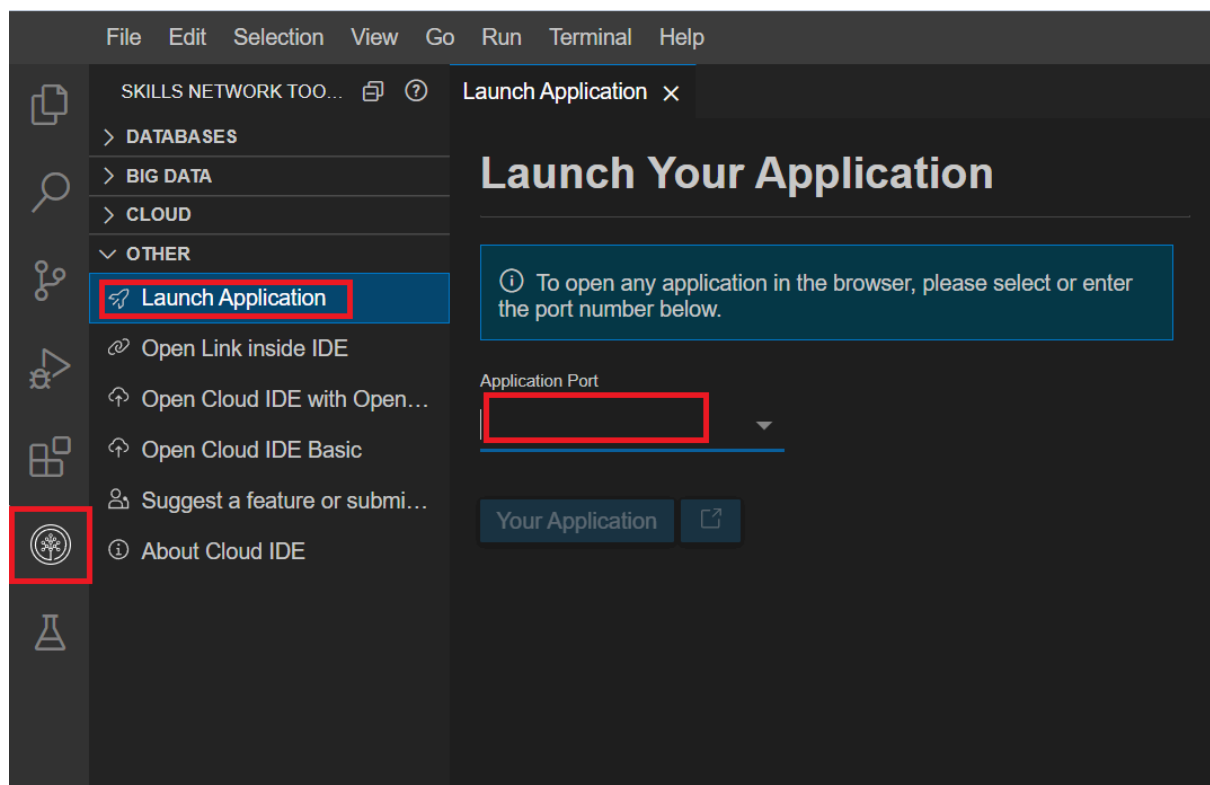 File Edit Selection View Go Run Terminal Help
SKILLS NETWORK TOO...
DATABASES
BIG DATA
CLOUD
OTHER
Launch Application
Open Link inside IDE
Open Cloud IDE with Open...
Open Cloud IDE Basic
Suggest a feature or submi...
About Cloud IDE
Launch Application
Launch Your Application
To open any application in the browser, please select or enter
the port number below.
Application Port
Your Application